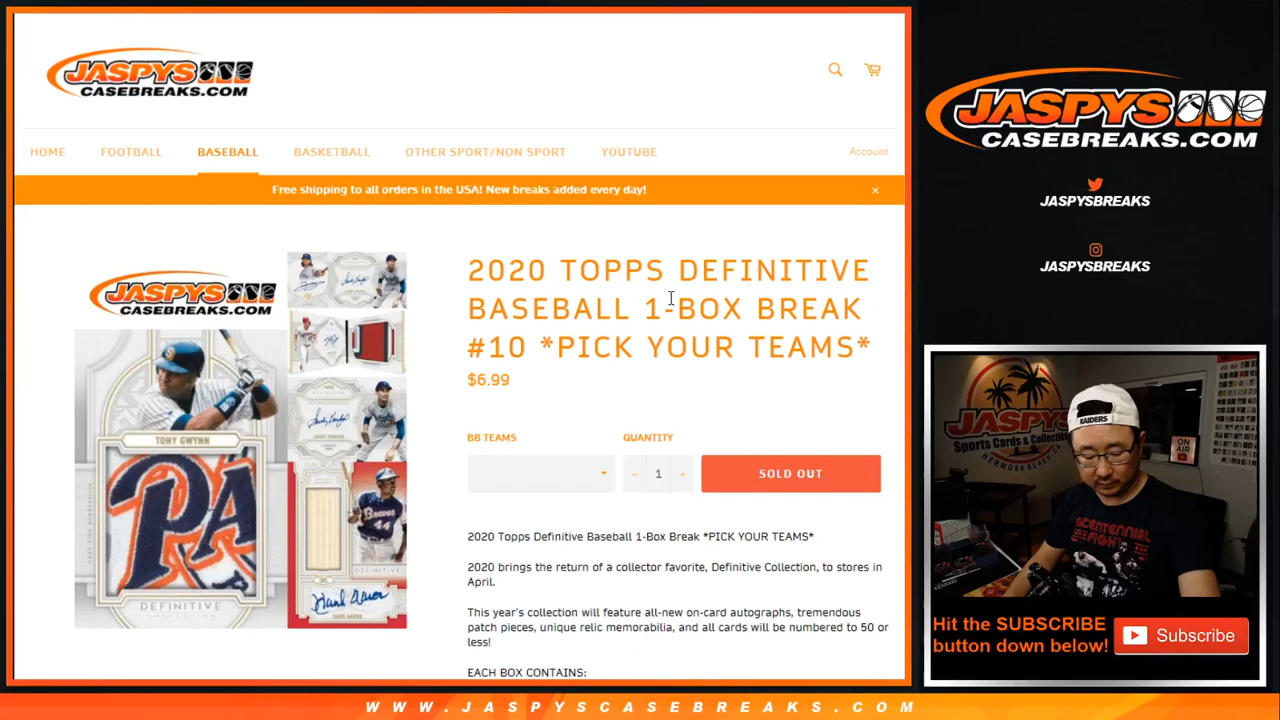 JASPYS
CASEBREAKS.COM
HOME
FOOTBALL
BASEBALL
BASKETBALL
OTHER SPORT/NON SPORT
YOUTUBE
Account
Free shipping to all orders in the USA! New breaks added every day!
×
JASPYS
CASEBREAKS.COM
TONY GWYNN
PA
DEFINITIVE
COLLECTION
Braves
44
2020 TOPPS DEFINITIVE
BASEBALL 1-BOX BREAK
#10 *PICK YOUR TEAMS*
$6.99
BB TEAMS
QUANTITY
− 1 +
SOLD OUT
2020 Topps Definitive Baseball 1-Box Break *PICK YOUR TEAMS*
2020 brings the return of a collector favorite, Definitive Collection, to stores in
April.
This year's collection will feature all-new on-card autographs, tremendous
patch pieces, unique relic memorabilia, and all cards will be numbered to 50 or
less!
EACH BOX CONTAINS:
JASPYS
CASEBREAKS.COM
JASPYSBREAKS
JASPYSBREAKS
JASPYS
Sports Cards & Collectibles
HERMOSA BEACH
ON
AIR
RAIDERS
BICENTENNIAL
FIGHT
Hit the SUBSCRIBE
button down below!
Subscribe
WWW.JASPYSCASEBREAKS.COM